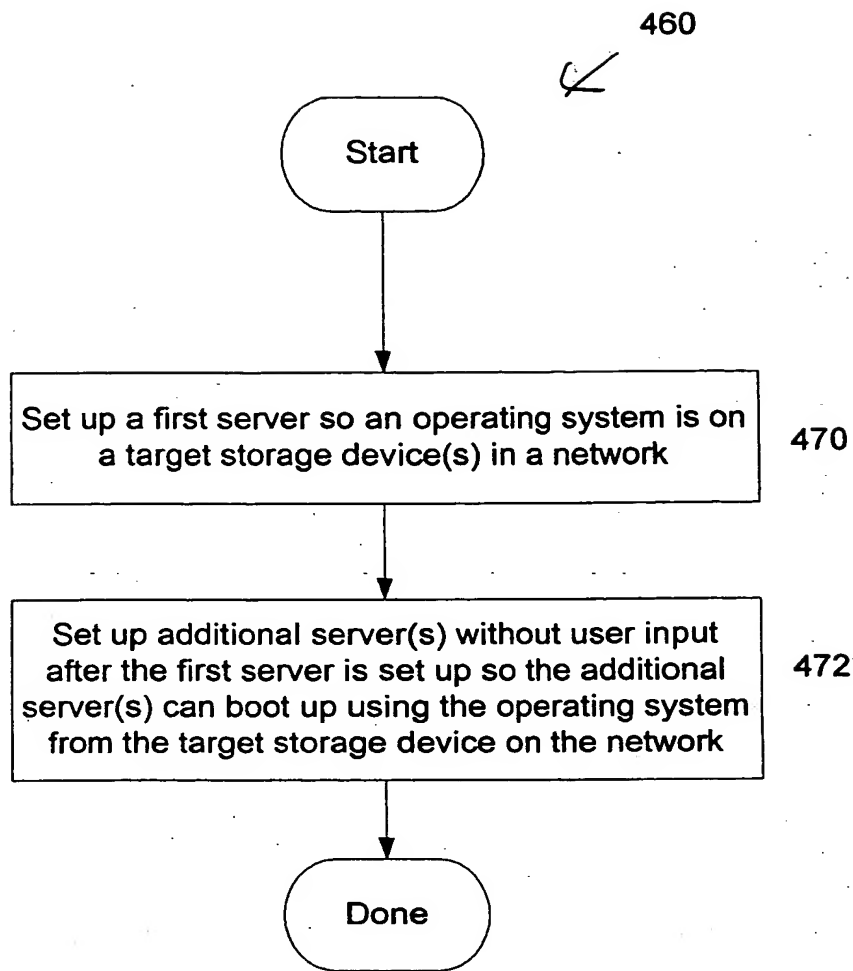 460
Start
Set up a first server so an operating system is on
a target storage device(s) in a network
470
Set up additional server(s) without user input
after the first server is set up so the additional
server(s) can boot up using the operating system
from the target storage device on the network
472
Done